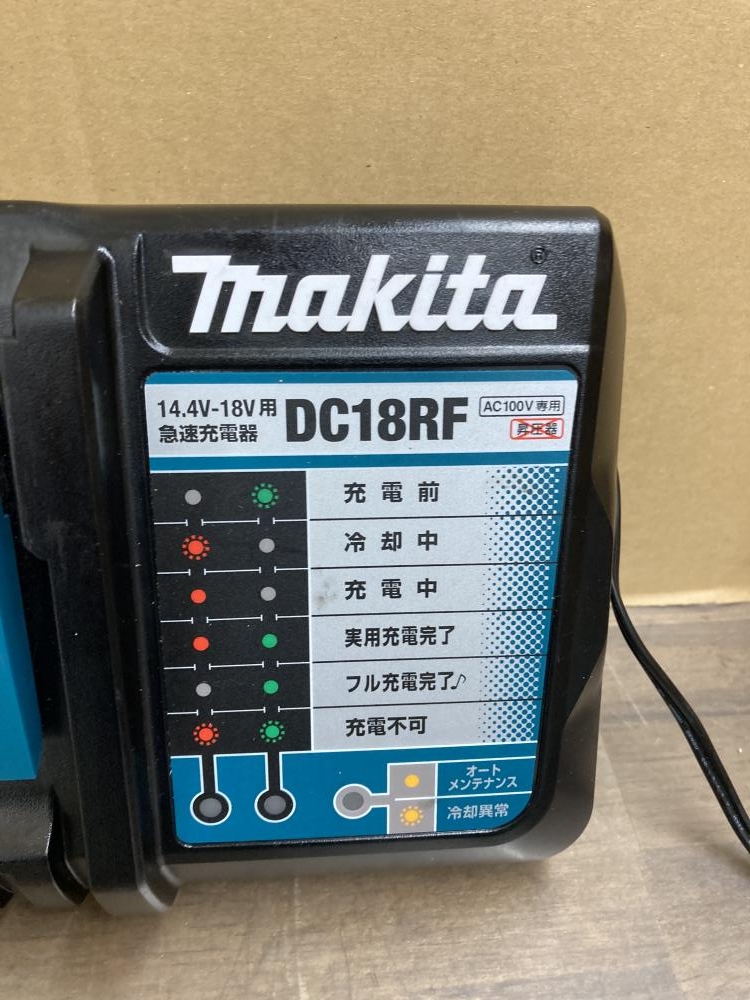 makita®
14.4V-18V用
急速充電器
DC18RF
AC100V専用
昇圧器
充電前
冷却中
充電中
実用充電完了
フル充電完了♪
充電不可
オート
メンテナンス
冷却異常